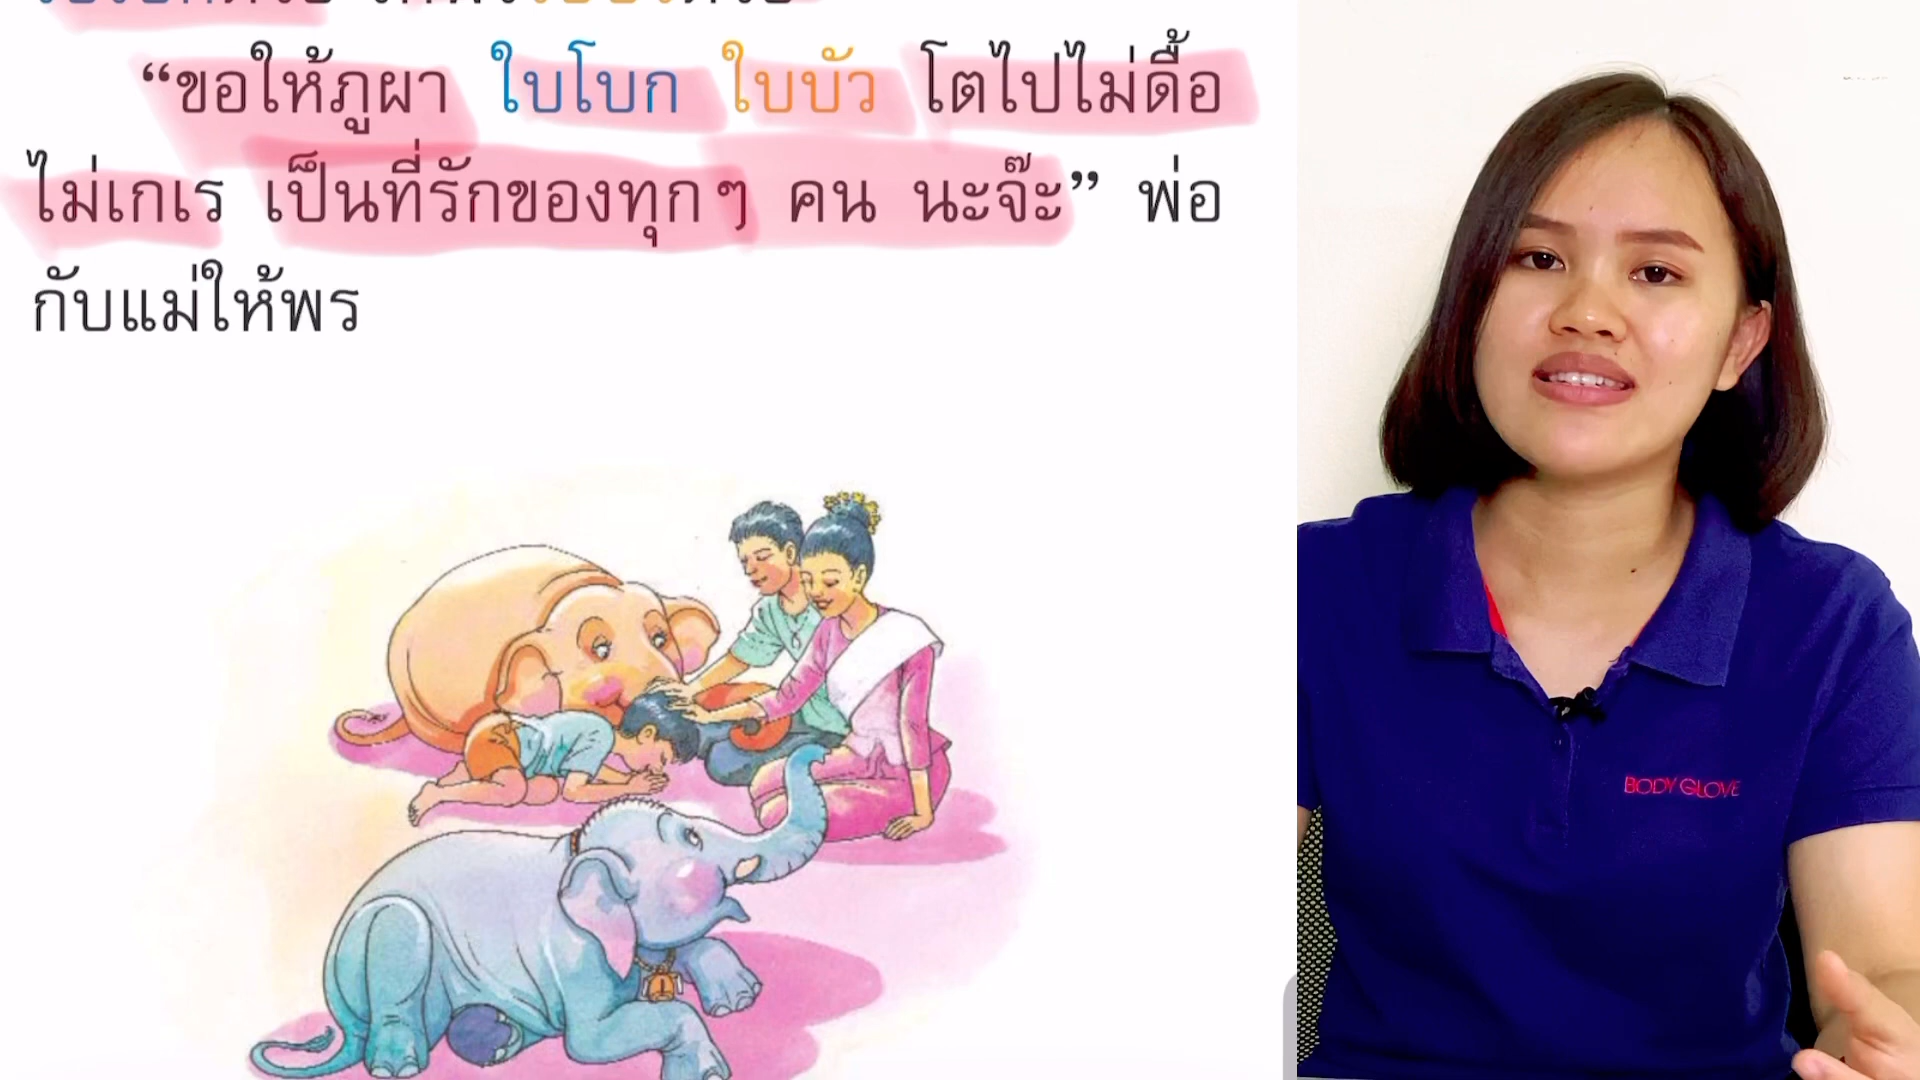 “ขอให้ภูผา ใบโบก ใบบัว โตไปไม่ดื้อ
ไม่เกเร เป็นที่รักของทุกๆ คน นะจ๊ะ” พ่อ
กับแม่ให้พร
BODY GLOVE